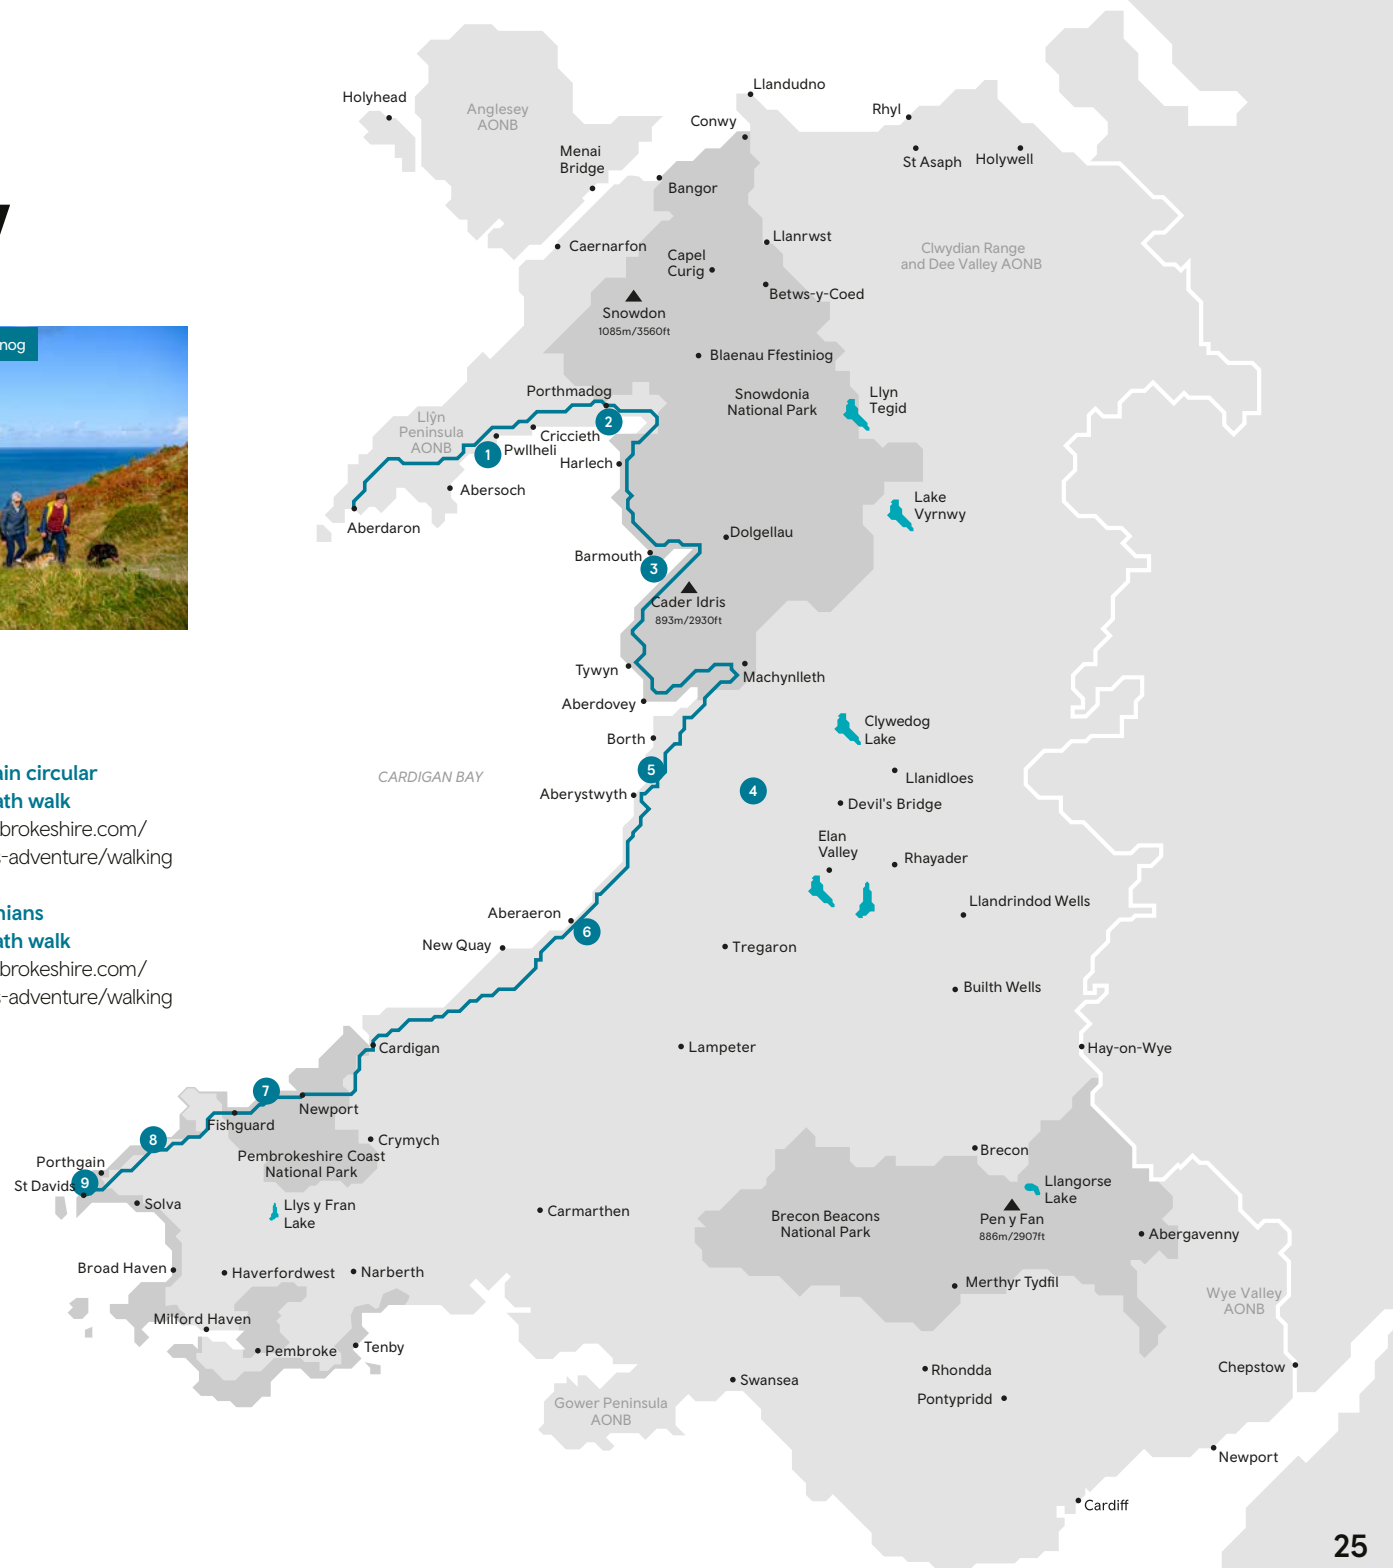 nog
ain circular
ath walk
brokeshire.com/
s-adventure/walking
nians
ath walk
brokeshire.com/
s-adventure/walking
Holyhead
Anglesey
AONB
Menai
Bridge
Llandudno
Conwy
Rhyl
St Asaph
Holywell
Bangor
Caernarfon
Llanrwst
Capel
Curig
Betws-y-Coed
Clwydian Range
and Dee Valley AONB
Snowdon
1085m/3560ft
Blaenau Ffestiniog
Porthmadog
Snowdonia
National Park
Llyn
Tegid
Llŷn
Peninsula
AONB
2
Criccieth
1
Pwllheli
Harlech
Abersoch
Aberdaron
Lake
Vyrnwy
Dolgellau
Barmouth
3
Cader Idris
893m/2930ft
Tywyn
Machynlleth
Aberdovey
Borth
Clywedog
Lake
CARDIGAN BAY
5
4
Llanidloes
Aberystwyth
Devil's Bridge
Elan
Valley
Rhayader
Llandrindod Wells
Aberaeron
6
New Quay
Tregaron
Builth Wells
Cardigan
Lampeter
Hay-on-Wye
7
Newport
Fishguard
8
Crymych
Pembrokeshire Coast
National Park
Porthgain
9
St Davids
Solva
Llys y Fran
Lake
Carmarthen
Brecon
Llangorse
Lake
Brecon Beacons
National Park
Pen y Fan
886m/2907ft
Abergavenny
Broad Haven
Haverfordwest
Narberth
Merthyr Tydfil
Wye Valley
AONB
Milford Haven
Pembroke
Tenby
Chepstow
Swansea
Rhondda
Pontypridd
Gower Peninsula
AONB
Newport
Cardiff
25